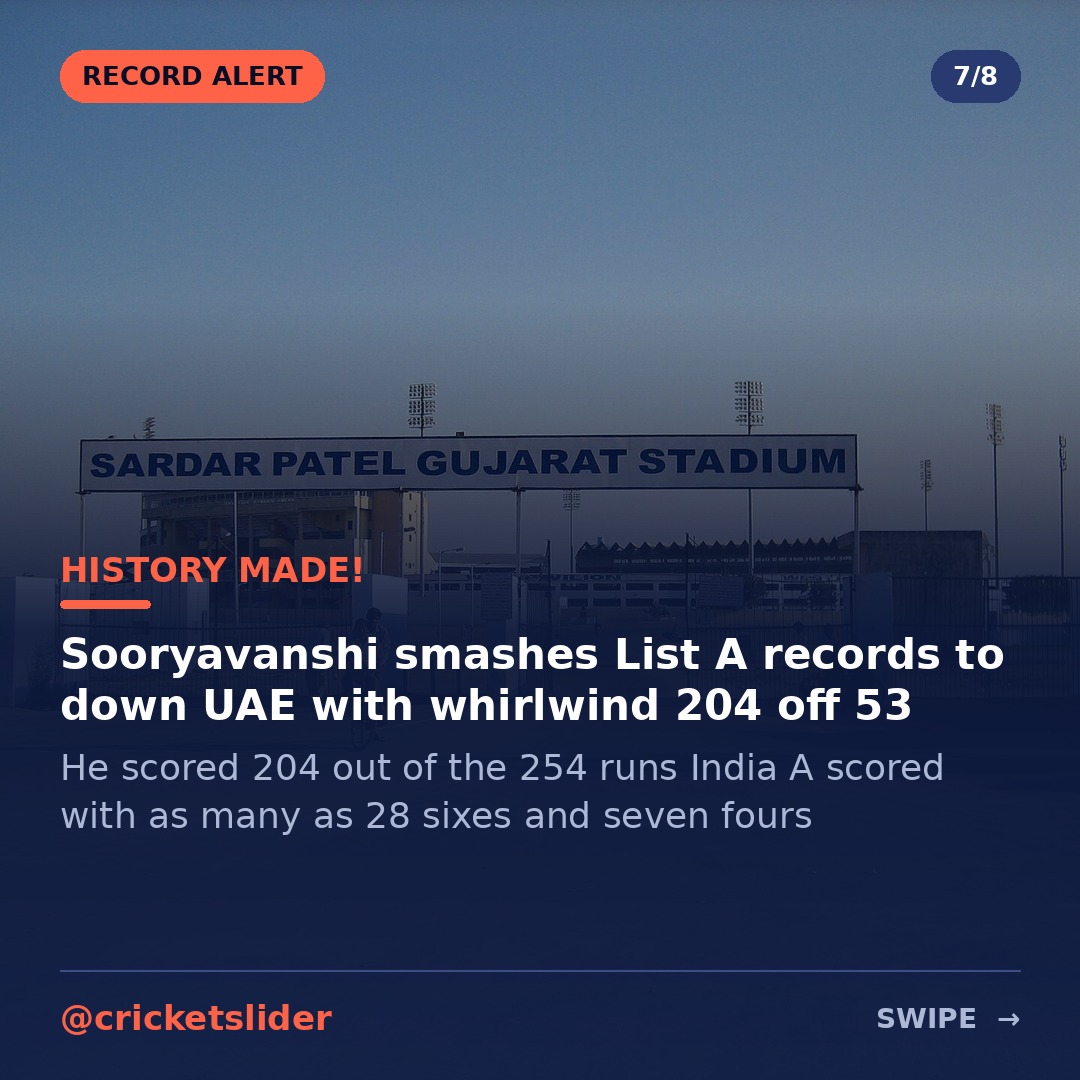 RECORD ALERT
7/8
SARDAR PATEL GUJARAT STADIUM
PAVILION
HISTORY MADE!
Sooryavanshi smashes List A records to
down UAE with whirlwind 204 off 53
He scored 204 out of the 254 runs India A scored
with as many as 28 sixes and seven fours
@cricketslider
SWIPE →